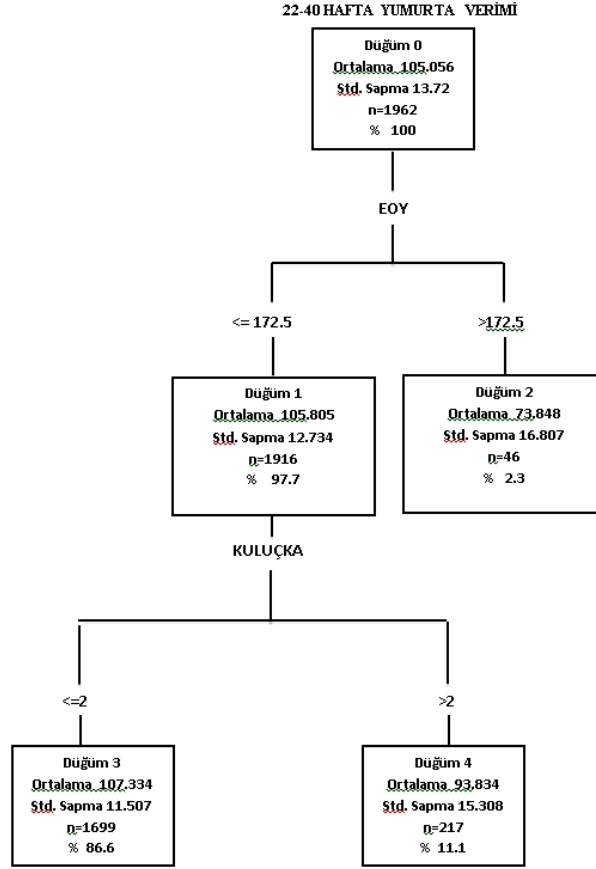 22-40 HAFTA YUMURTA VERİMİ
Düğüm 0
Ortalama 105.056
Std. Sapma 13.72
n=1962
% 100
EOY
<= 172.5
>172.5
Düğüm 1
Ortalama 105.805
Std. Sapma 12.734
n=1916
% 97.7
Düğüm 2
Ortalama 73.848
Std. Sapma 16.807
n=46
% 2.3
KULUÇKA
<=2
>2
Düğüm 3
Ortalama 107.334
Std. Sapma 11.507
n=1699
% 86.6
Düğüm 4
Ortalama 93.834
Std. Sapma 15.308
n=217
% 11.1